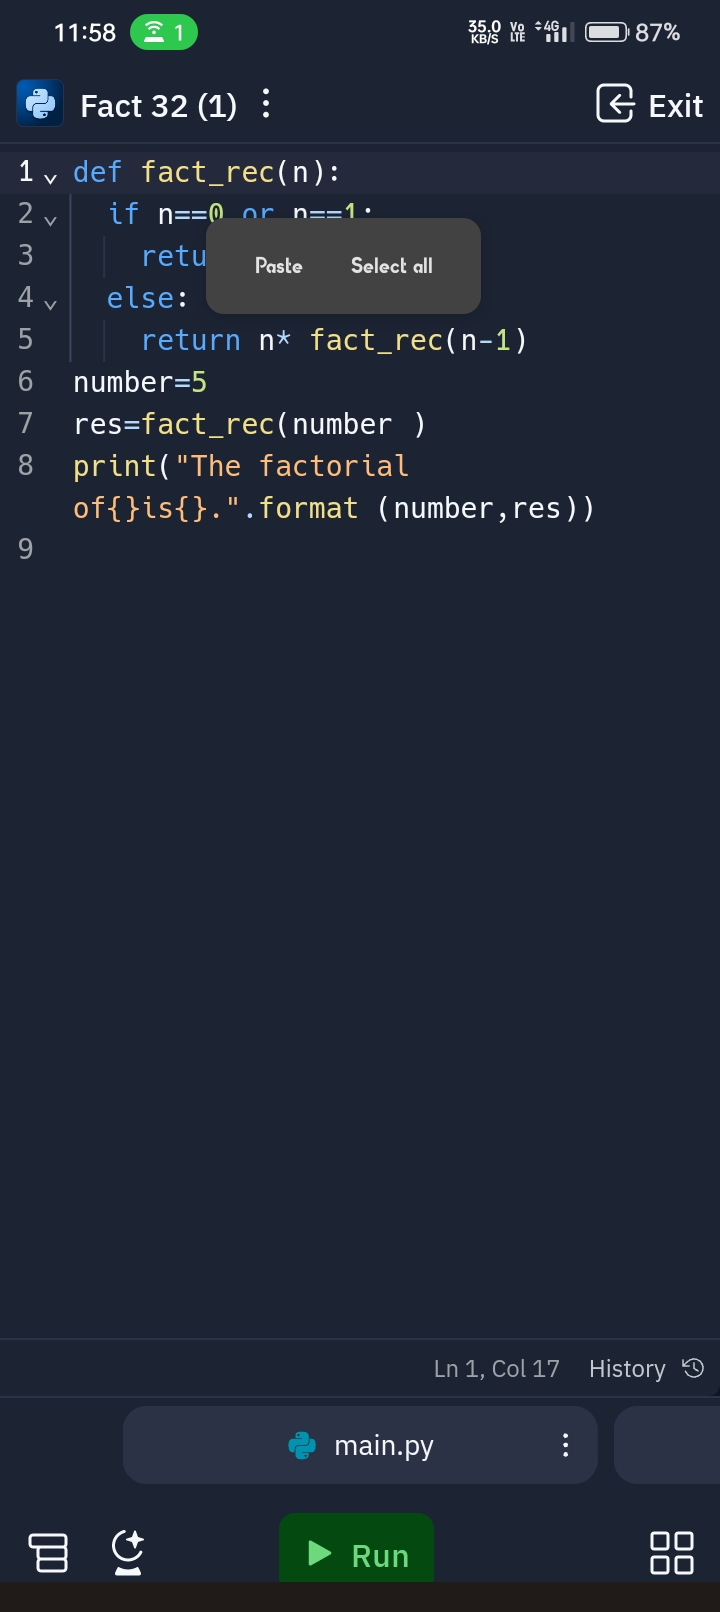 11:58 1 35.0 KB/S Vo LTE 4G 87%
Fact 32 (1) Exit
1 def fact_rec(n):
2 if n==0 or n==1:
3 retu
Paste Select all
4 else:
5 return n* fact_rec(n-1)
6 number=5
7 res=fact_rec(number )
8 print("The factorial
of{}is{}.".format (number,res))
9
Ln 1, Col 17 History
main.py
Run